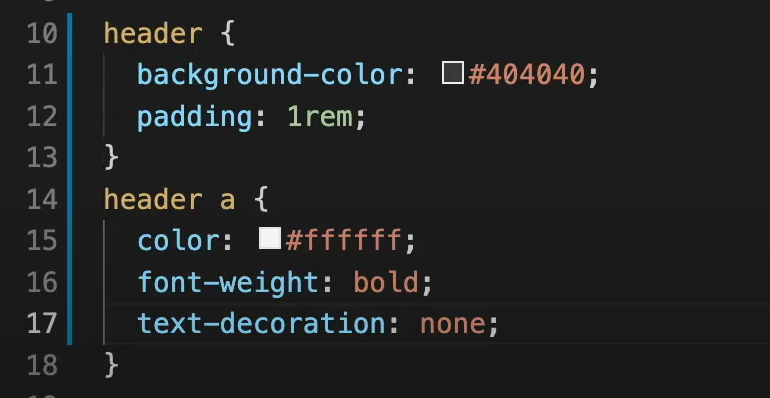 10 header {
11 background-color: #404040;
12 padding: 1rem;
13 }
14 header a {
15 color: #ffffff;
16 font-weight: bold;
17 text-decoration: none;
18 }